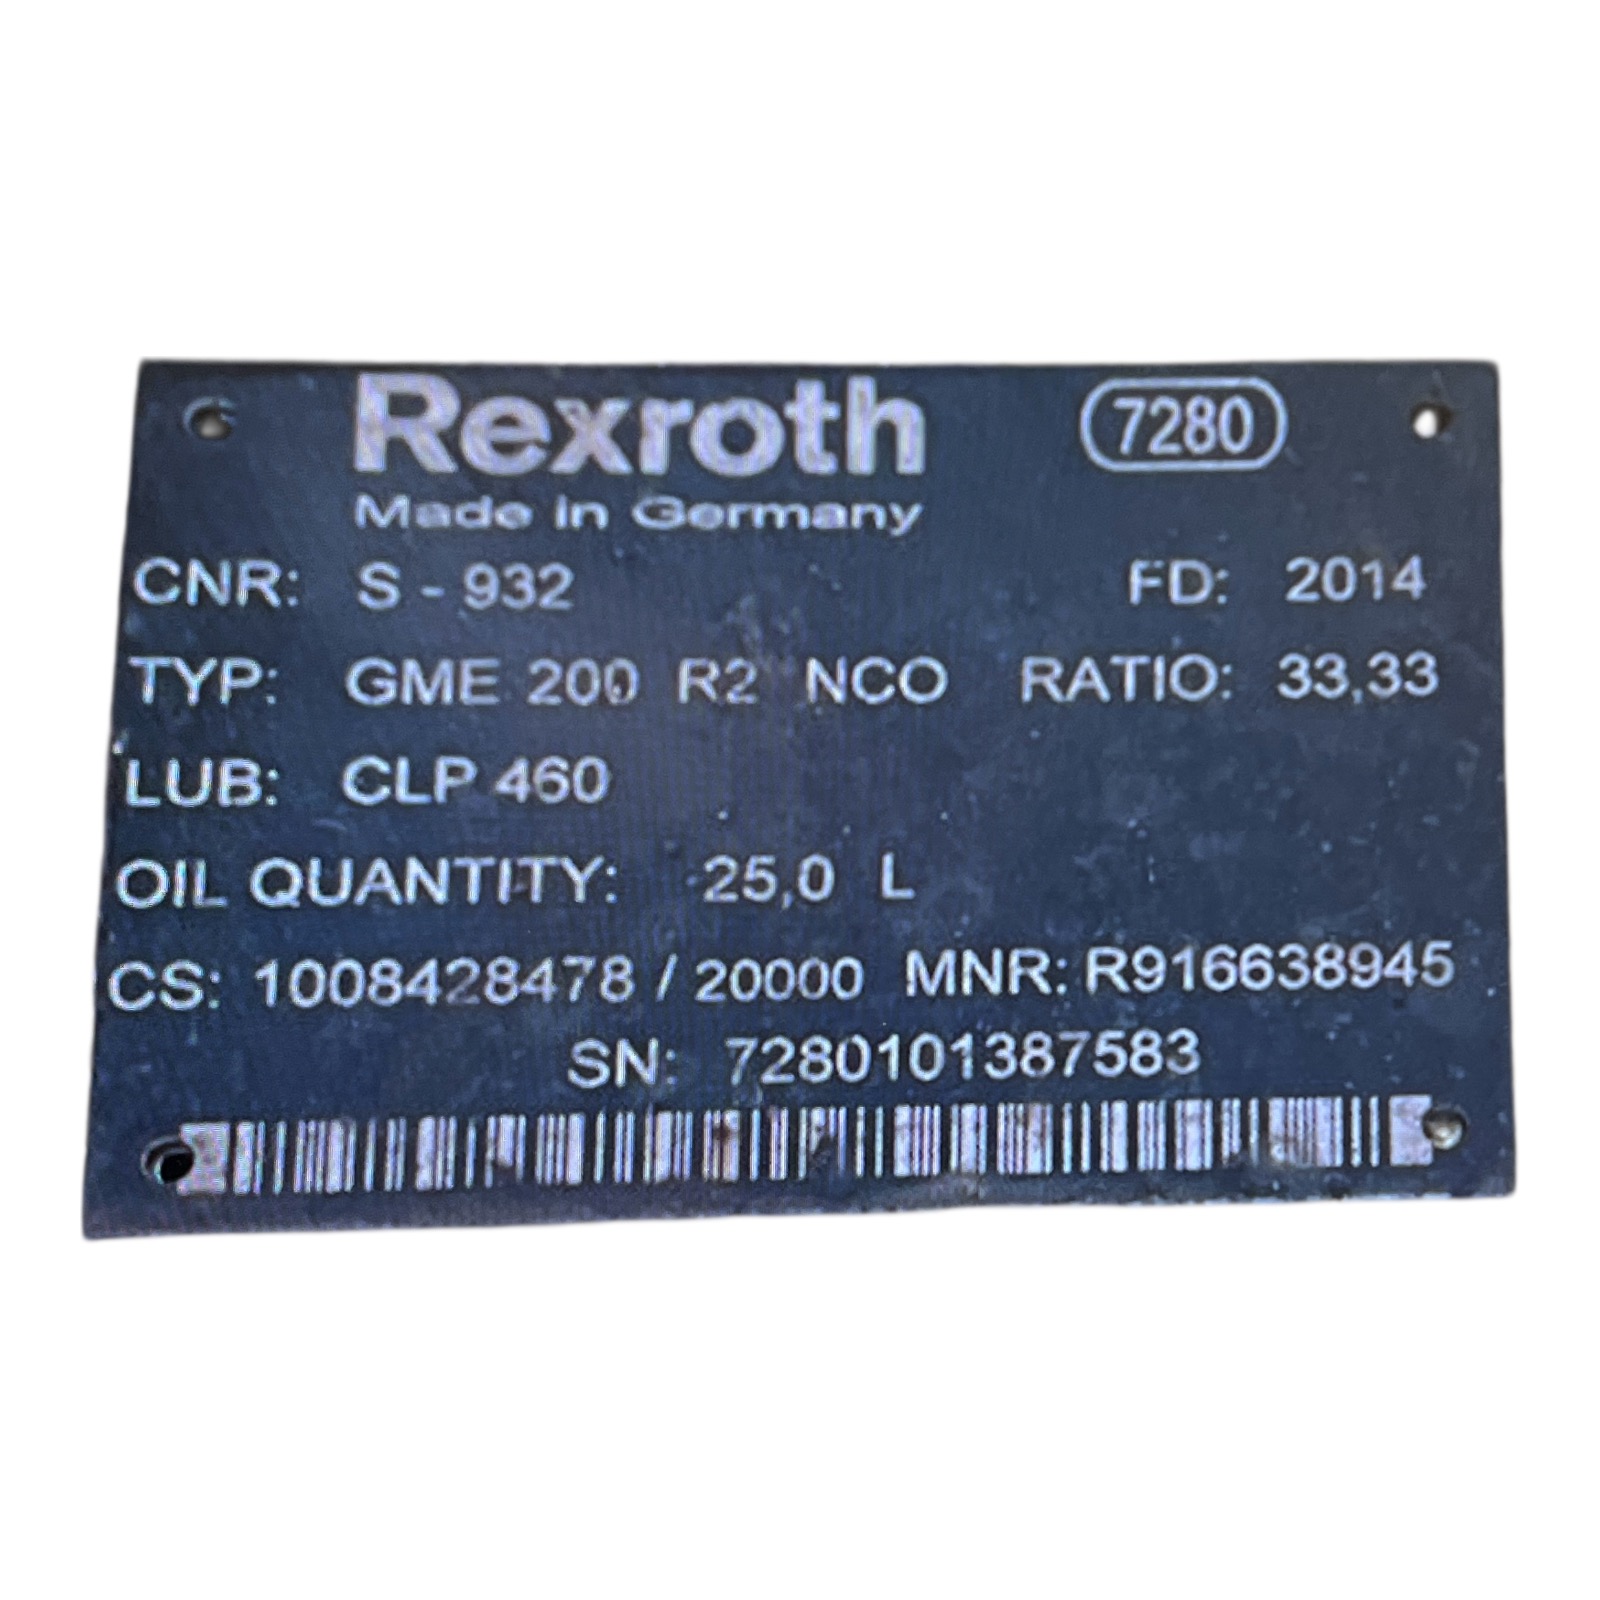 Rexroth 7280
Made in Germany
CNR: S - 932 FD: 2014
TYP: GME 200 R2 NCO RATIO: 33,33
LUB: CLP 460
OIL QUANTITY: 25,0 L
CS: 1008428478 / 20000 MNR: R916638945
SN: 7280101387583